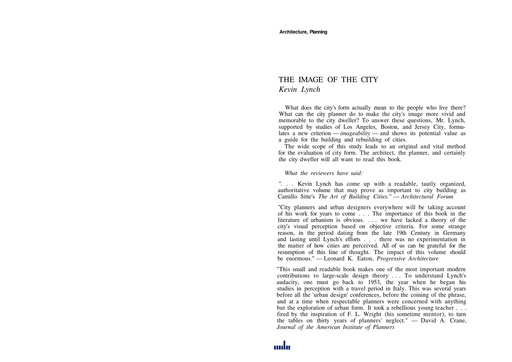 Architecture, Planning
THE IMAGE OF THE CITY
Kevin Lynch
What does the city's form actually mean to the people who live there?
What can the city planner do to make the city's image more vivid and
memorable to the city dweller? To answer these questions, Mr. Lynch,
supported by studies of Los Angeles, Boston, and Jersey City, formu-
lates a new criterion — imageability — and shows its potential value as
a guide for the building and rebuilding of cities.
The wide scope of this study leads to an original and vital method
for the evaluation of city form. The architect, the planner, and certainly
the city dweller will all want to read this book.
What the reviewers have said:
". . . Kevin Lynch has come up with a readable, tautly organized,
authoritative volume that may prove as important to city building as
Camillo Sitte's The Art of Building Cities." — Architectural Forum
"City planners and urban designers everywhere will be taking account
of his work for years to come . . . The importance of this book in the
literature of urbanism is obvious. . . . we have lacked a theory of the
city's visual perception based on objective criteria. For some strange
reason, in the period dating from the late 19th Century in Germany
and lasting until Lynch's efforts . . . there was no experimentation in
the matter of how cities are perceived. All of us can be grateful for the
resumption of this line of thought. The impact of this volume should
be enormous." — Leonard K. Eaton, Progressive Architecture
"This small and readable book makes one of the most important modern
contributions to large-scale design theory . . . To understand Lynch's
audacity, one must go back to 1953, the year when he began his
studies in perception with a travel period in Italy. This was several years
before all the 'urban design' conferences, before the coining of the phrase,
and at a time when respectable planners were concerned with anything
but the exploration of urban form. It took a rebellious young teacher . . .
fired by the inspiration of F. L. Wright (his sometime mentor), to turn
the tables on thirty years of planners' neglect." — David A. Crane,
Journal of the American Institute of Planners